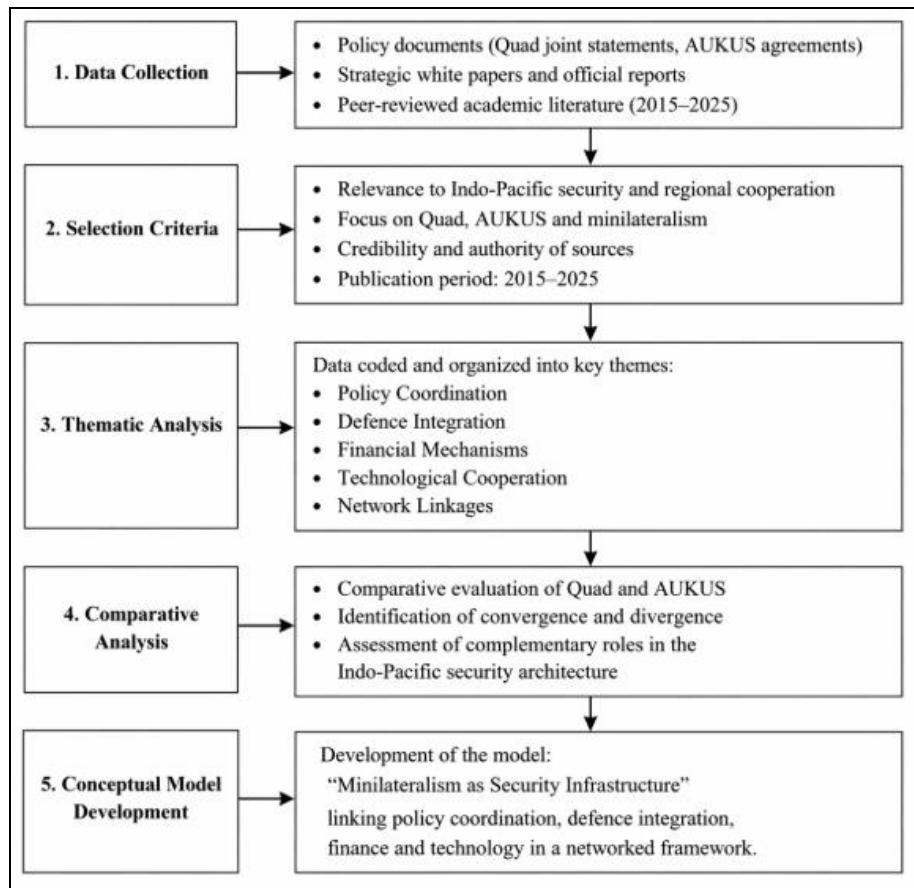 1. Data Collection
• Policy documents (Quad joint statements, AUKUS agreements)
• Strategic white papers and official reports
• Peer-reviewed academic literature (2015–2025)
2. Selection Criteria
• Relevance to Indo-Pacific security and regional cooperation
• Focus on Quad, AUKUS and minilateralism
• Credibility and authority of sources
• Publication period: 2015–2025
3. Thematic Analysis
Data coded and organized into key themes:
• Policy Coordination
• Defence Integration
• Financial Mechanisms
• Technological Cooperation
• Network Linkages
4. Comparative
Analysis
• Comparative evaluation of Quad and AUKUS
• Identification of convergence and divergence
• Assessment of complementary roles in the
Indo-Pacific security architecture
5. Conceptual Model
Development
Development of the model:
“Minilateralism as Security Infrastructure”
linking policy coordination, defence integration,
finance and technology in a networked framework.